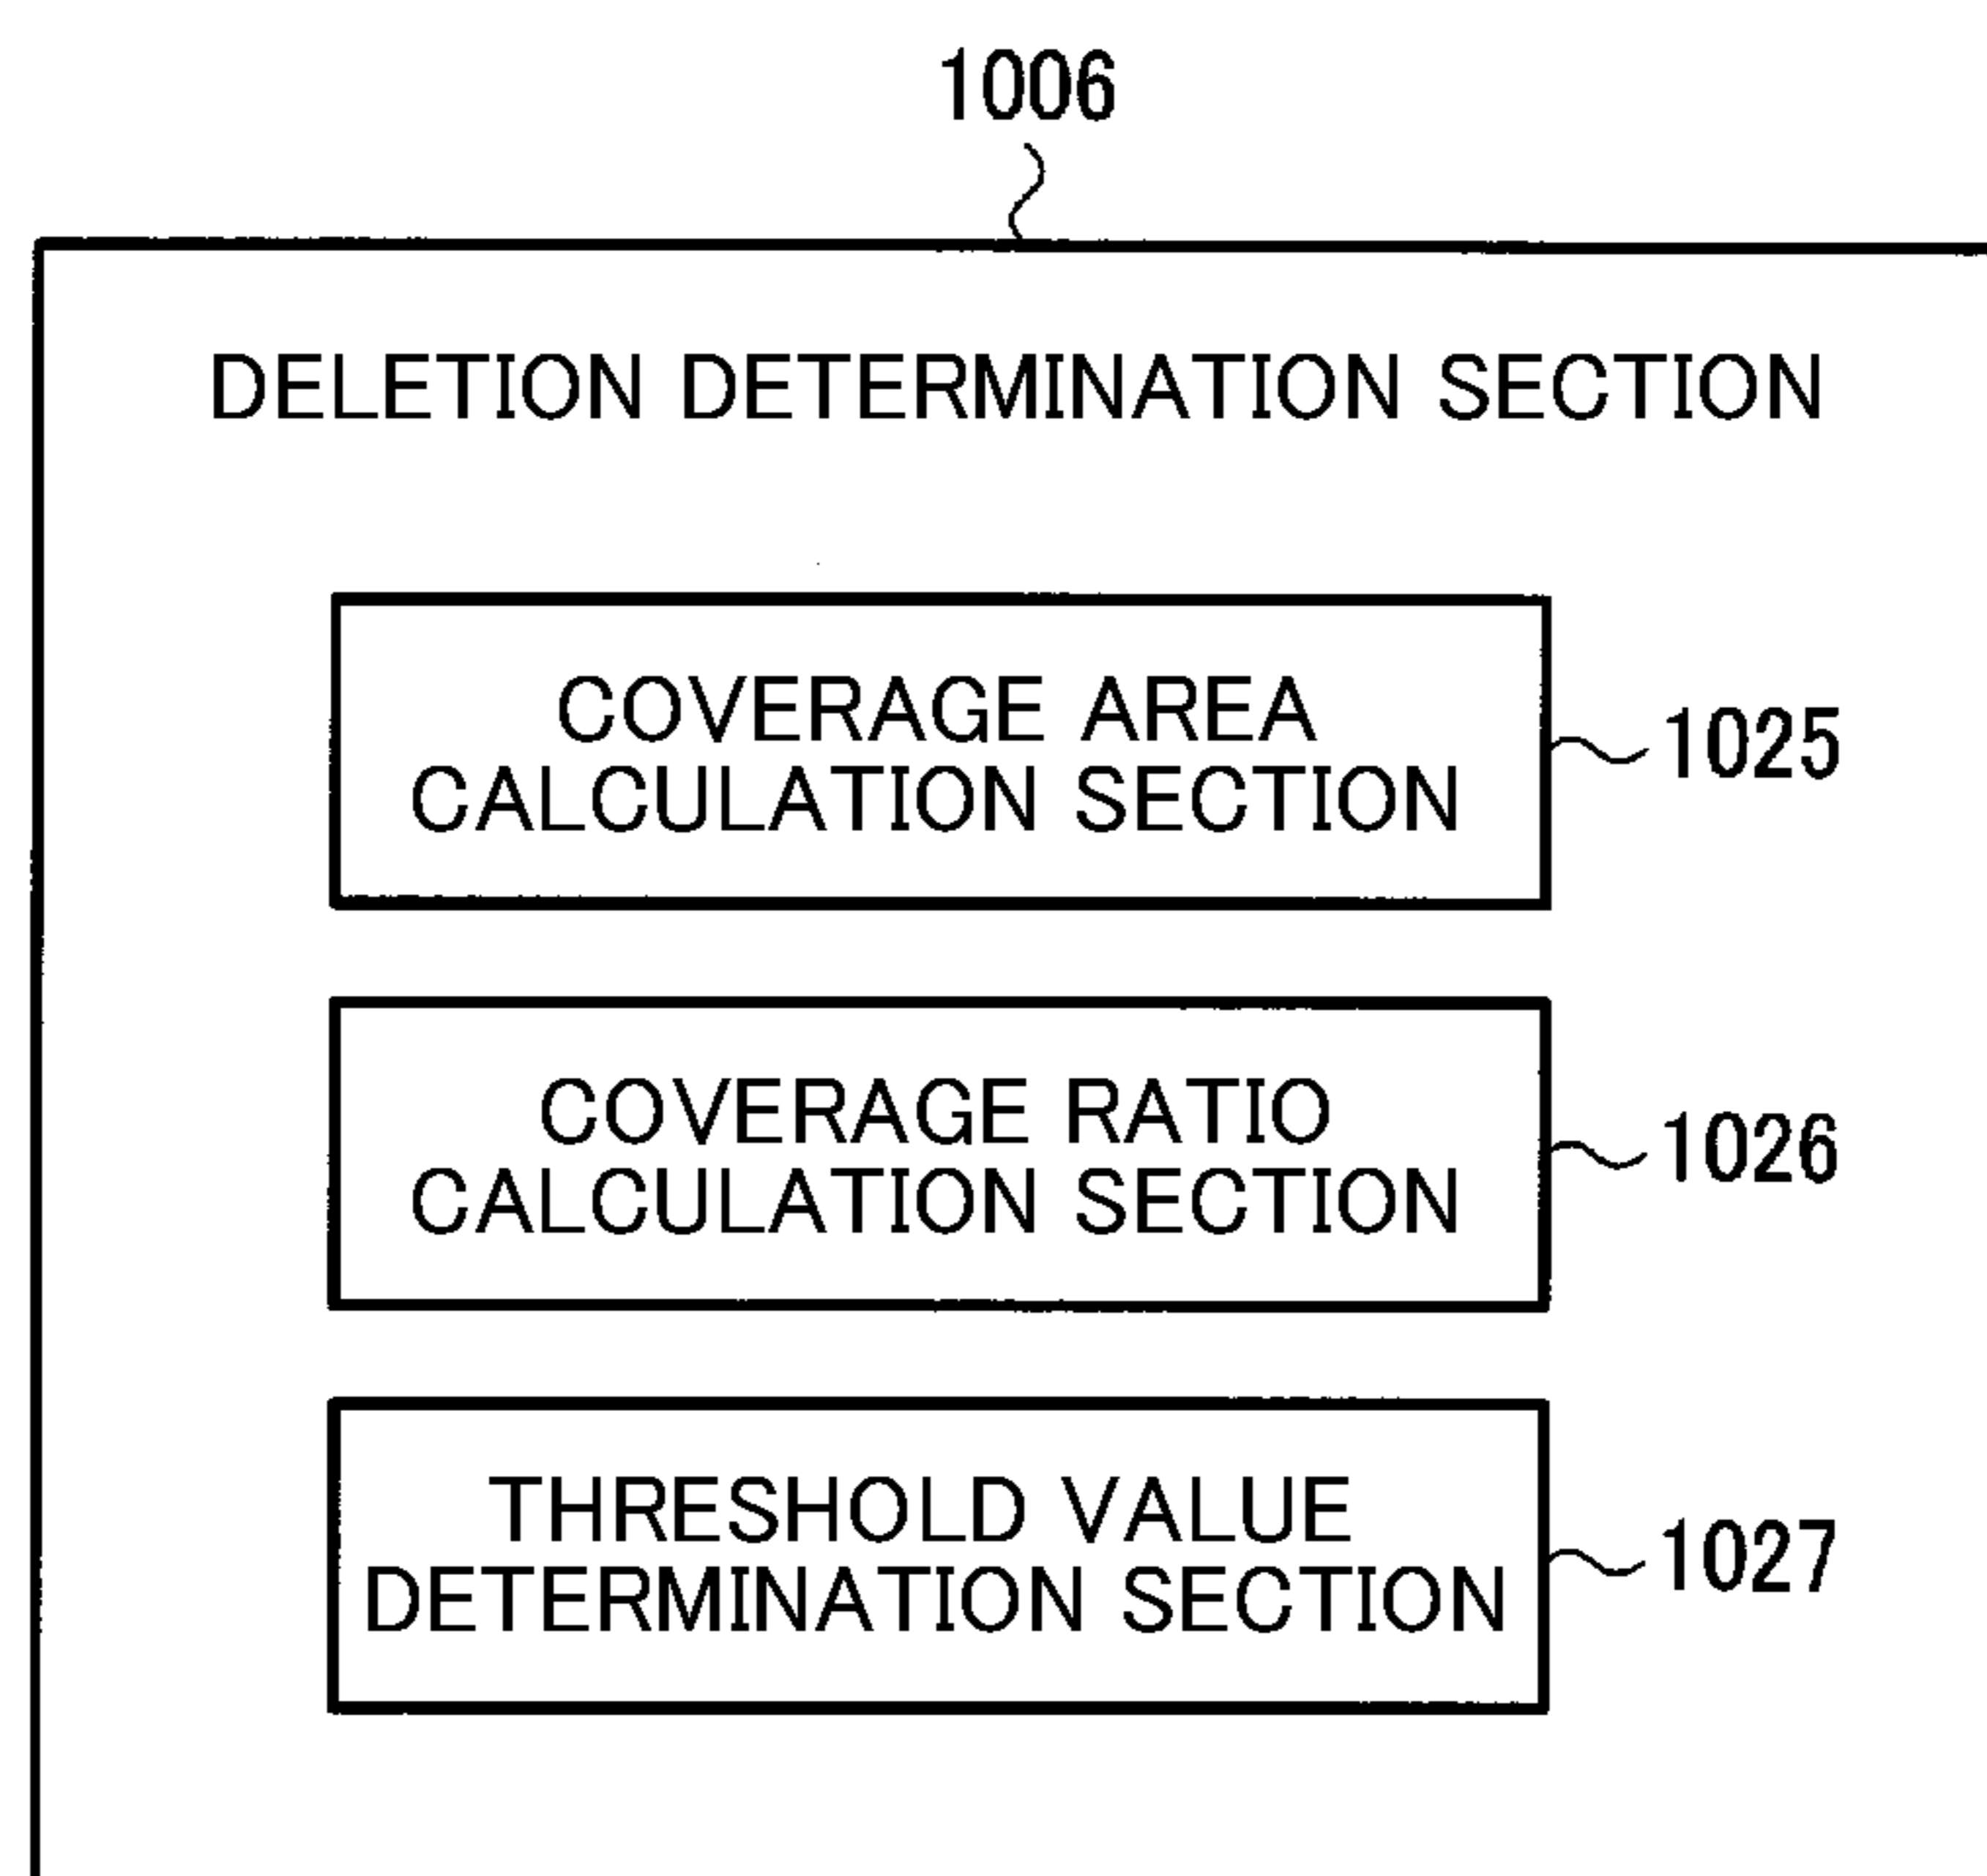 1006
DELETION DETERMINATION SECTION
COVERAGE AREA
CALCULATION SECTION
1025
COVERAGE RATIO
CALCULATION SECTION
1026
THRESHOLD VALUE
DETERMINATION SECTION
1027